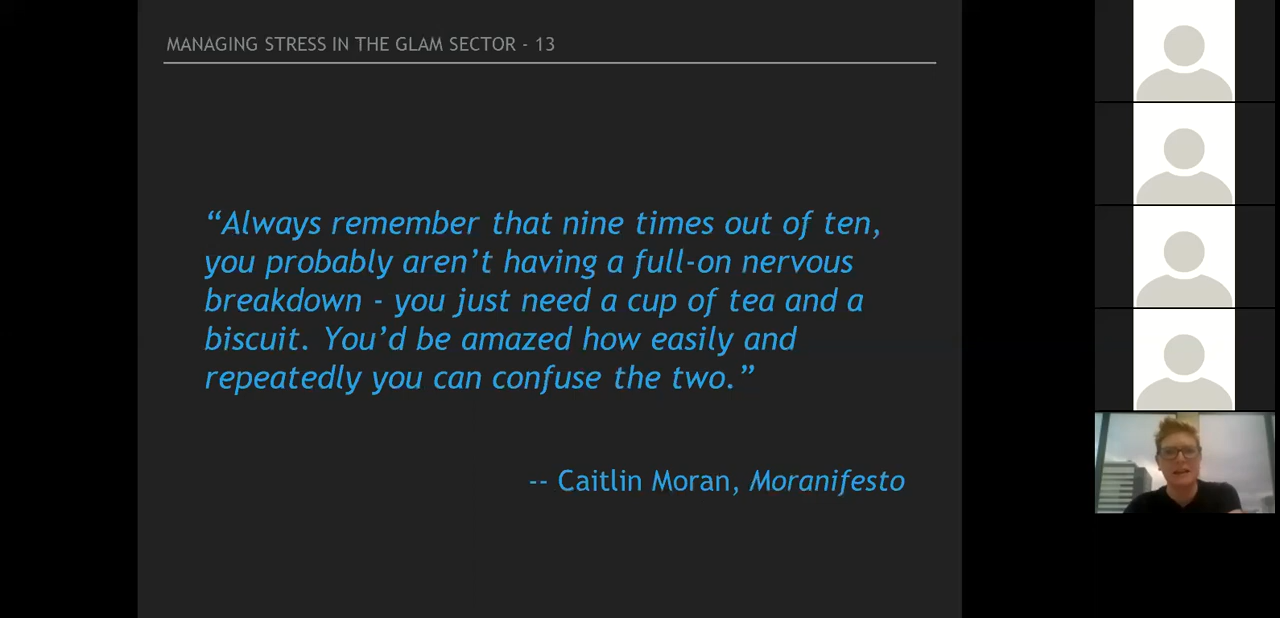 MANAGING STRESS IN THE GLAM SECTOR - 13
“Always remember that nine times out of ten,
you probably aren’t having a full-on nervous
breakdown - you just need a cup of tea and a
biscuit. You’d be amazed how easily and
repeatedly you can confuse the two.”
-- Caitlin Moran, Moranifesto